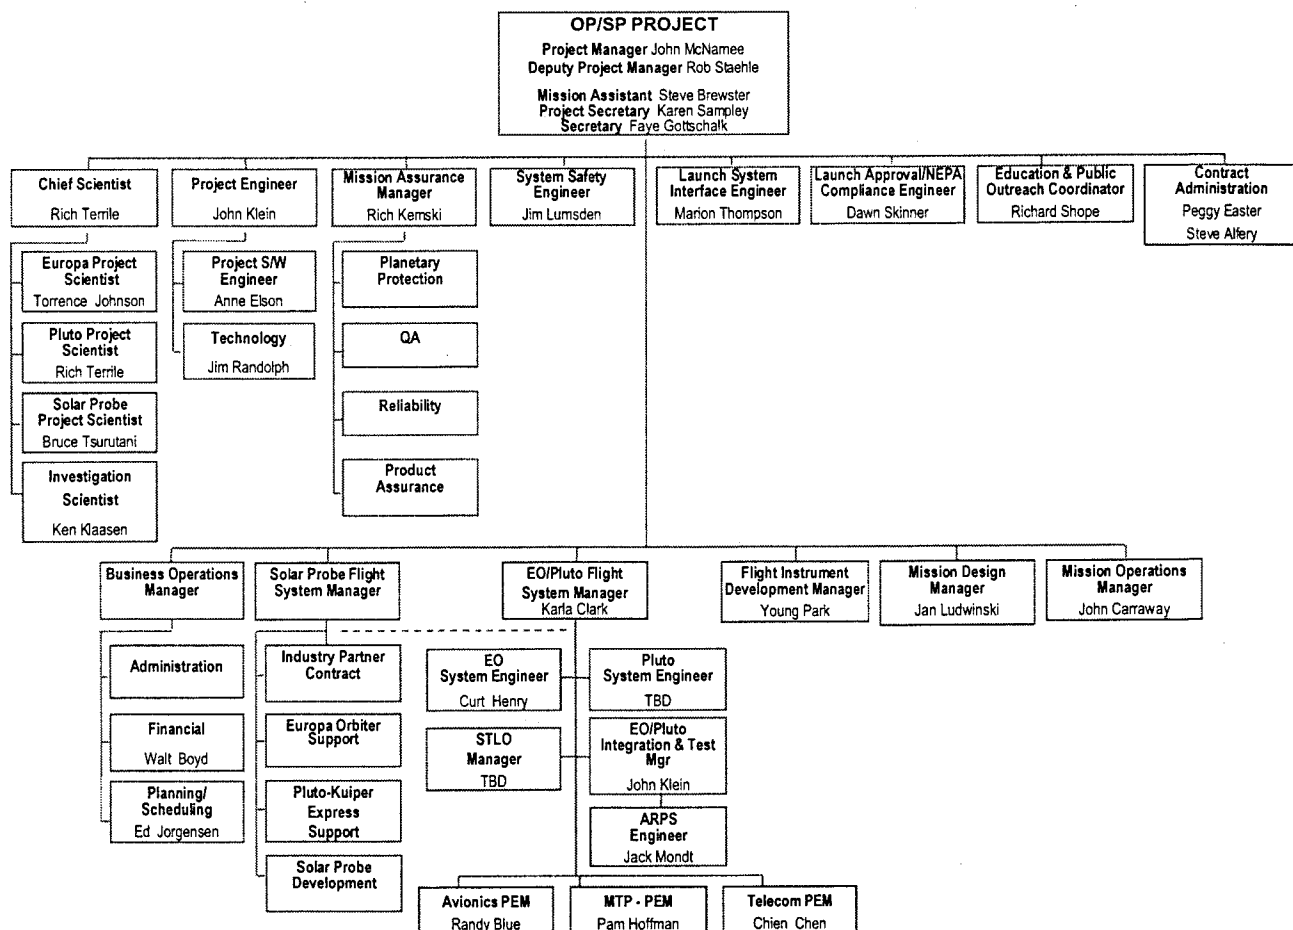 OP/SP PROJECT
Project Manager John McNamee
Deputy Project Manager Rob Staehle
Mission Assistant Steve Brewster
Project Secretary Karen Sampley
Secretary Faye Gottschalk
Chief Scientist
Rich Terrile
Project Engineer
John Klein
Mission Assurance
Manager
Rich Kemski
System Safety
Engineer
Jim Lumsden
Launch System
Interface Engineer
Marion Thompson
Launch Approval/NEPA
Compliance Engineer
Dawn Skinner
Education & Public
Outreach Coordinator
Richard Shope
Contract
Administration
Peggy Easter
Steve Alfery
Europa Project
Scientist
Torrence Johnson
Pluto Project
Scientist
Rich Terrile
Solar Probe
Project Scientist
Bruce Tsurutani
Investigation
Scientist
Ken Klaasen
Project S/W
Engineer
Anne Elson
Technology
Jim Randolph
Planetary
Protection
QA
Reliability
Product
Assurance
Business Operations
Manager
Solar Probe Flight
System Manager
EO/Pluto Flight
System Manager
Karla Clark
Flight Instrument
Development Manager
Young Park
Mission Design
Manager
Jan Ludwinski
Mission Operations
Manager
John Carraway
Administration
Financial
Walt Boyd
Planning/
Scheduling
Ed Jorgensen
Industry Partner
Contract
Europa Orbiter
Support
Pluto-Kuiper
Express
Support
Solar Probe
Development
EO
System Engineer
Curt Henry
Pluto
System Engineer
TBD
STLO
Manager
TBD
EO/Pluto
Integration & Test
Mgr
John Klein
ARPS
Engineer
Jack Mondt
Avionics PEM
Randy Blue
MTP - PEM
Pam Hoffman
Telecom PEM
Chien Chen